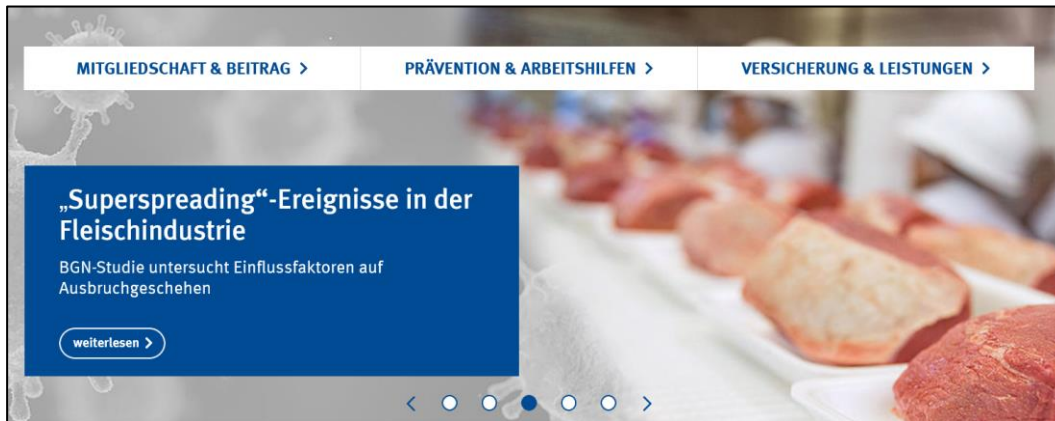 MITGLIEDSCHAFT & BEITRAG >
PRÄVENTION & ARBEITSHILFEN >
VERSICHERUNG & LEISTUNGEN >
„Superspreading“-Ereignisse in der
Fleischindustrie
BGN-Studie untersucht Einflussfaktoren auf
Ausbruchgeschehen
weiterlesen >